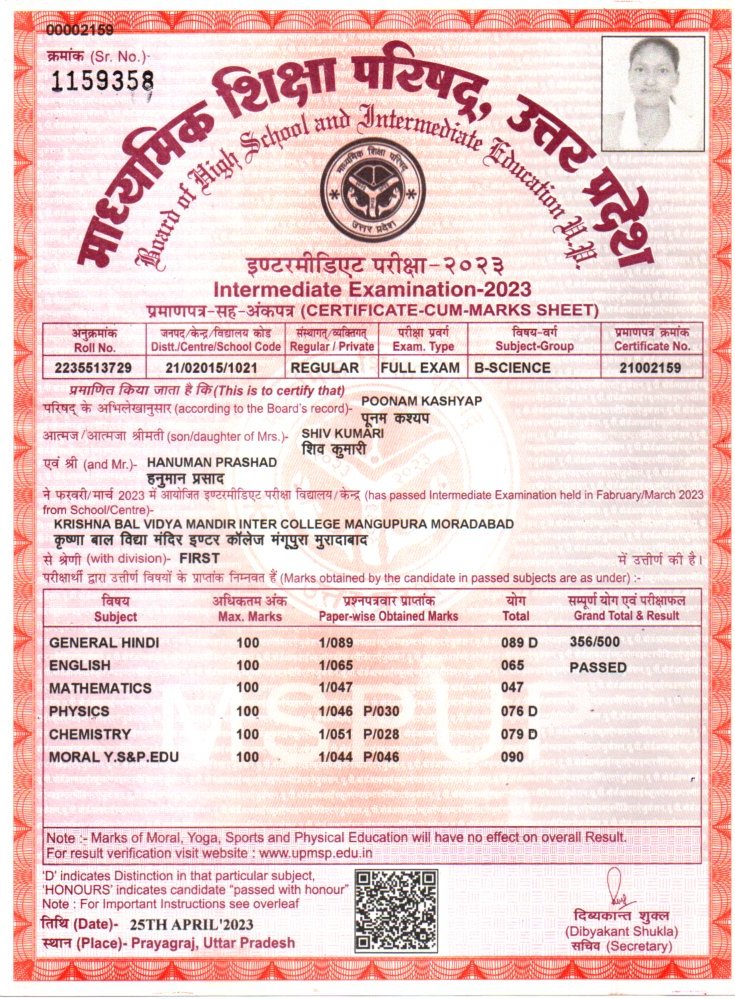 00002159
क्रमांक (Sr. No.)-
1159358
माध्यमिक शिक्षा परिषद्, उत्तर प्रदेश
Board of High School and Intermediate Education U.P.
माध्यमिक शिक्षा परिषद
उत्तर प्रदेश
इण्टरमीडिएट परीक्षा-२०२३
Intermediate Examination-2023
प्रमाणपत्र-सह-अंकपत्र (CERTIFICATE-CUM-MARKS SHEET)
अनुक्रमांक जनपद/केन्द्र/विद्यालय कोड संस्थागत/व्यक्तिगत परीक्षा प्रवर्ग विषय-वर्ग प्रमाणपत्र क्रमांक
Roll No. Distt./Centre/School Code Regular / Private Exam. Type Subject-Group Certificate No.
2235513729 21/02015/1021 REGULAR FULL EXAM B-SCIENCE 21002159
प्रमाणित किया जाता है कि (This is to certify that)
परिषद् के अभिलेखानुसार (according to the Board's record)- POONAM KASHYAP
पूनम कश्यप
आत्मज/आत्मजा श्रीमती (son/daughter of Mrs.)- SHIV KUMARI
शिव कुमारी
एवं श्री (and Mr.)- HANUMAN PRASHAD
हनुमान प्रसाद
ने फरवरी/मार्च 2023 में आयोजित इण्टरमीडिएट परीक्षा विद्यालय/केन्द्र (has passed Intermediate Examination held in Fabruary/March 2023
from School/Centre)-
KRISHNA BAL VIDYA MANDIR INTER COLLEGE MANGUPURA MORADABAD
कृष्णा बाल विद्या मंदिर इण्टर कॉलेज मंगूपुरा मुरादाबाद
से श्रेणी (with division)- FIRST में उत्तीर्ण की है।
परीक्षार्थी द्वारा उत्तीर्ण विषयों के प्राप्तांक निम्नवत हैं (Marks obtained by the candidate in passed subjects are as under) :-
विषय अधिकतम अंक प्रश्नपत्रवार प्राप्तांक योग सम्पूर्ण योग एवं परीक्षाफल
Subject Max. Marks Paper-wise Obtained Marks Total Grand Total & Result
GENERAL HINDI 100 1/089 089 D 356/500
ENGLISH 100 1/065 065 PASSED
MATHEMATICS 100 1/047 047
PHYSICS 100 1/046 P/030 076 D
CHEMISTRY 100 1/051 P/028 079 D
MORAL Y.S&P.EDU 100 1/044 P/046 090
MSPUP
Note :- Marks of Moral, Yoga, Sports and Physical Education will have no effect on overall Result.
For result verification visit website : www.upmsp.edu.in
'D' indicates Distinction in that particular subject,
'HONOURS' indicates candidate "passed with honour"
Note : For Important Instructions see overleaf
तिथि (Date)- 25TH APRIL'2023
स्थान (Place)- Prayagraj, Uttar Pradesh
दिब्यकान्त शुक्ल
(Dibyakant Shukla)
सचिव (Secretary)